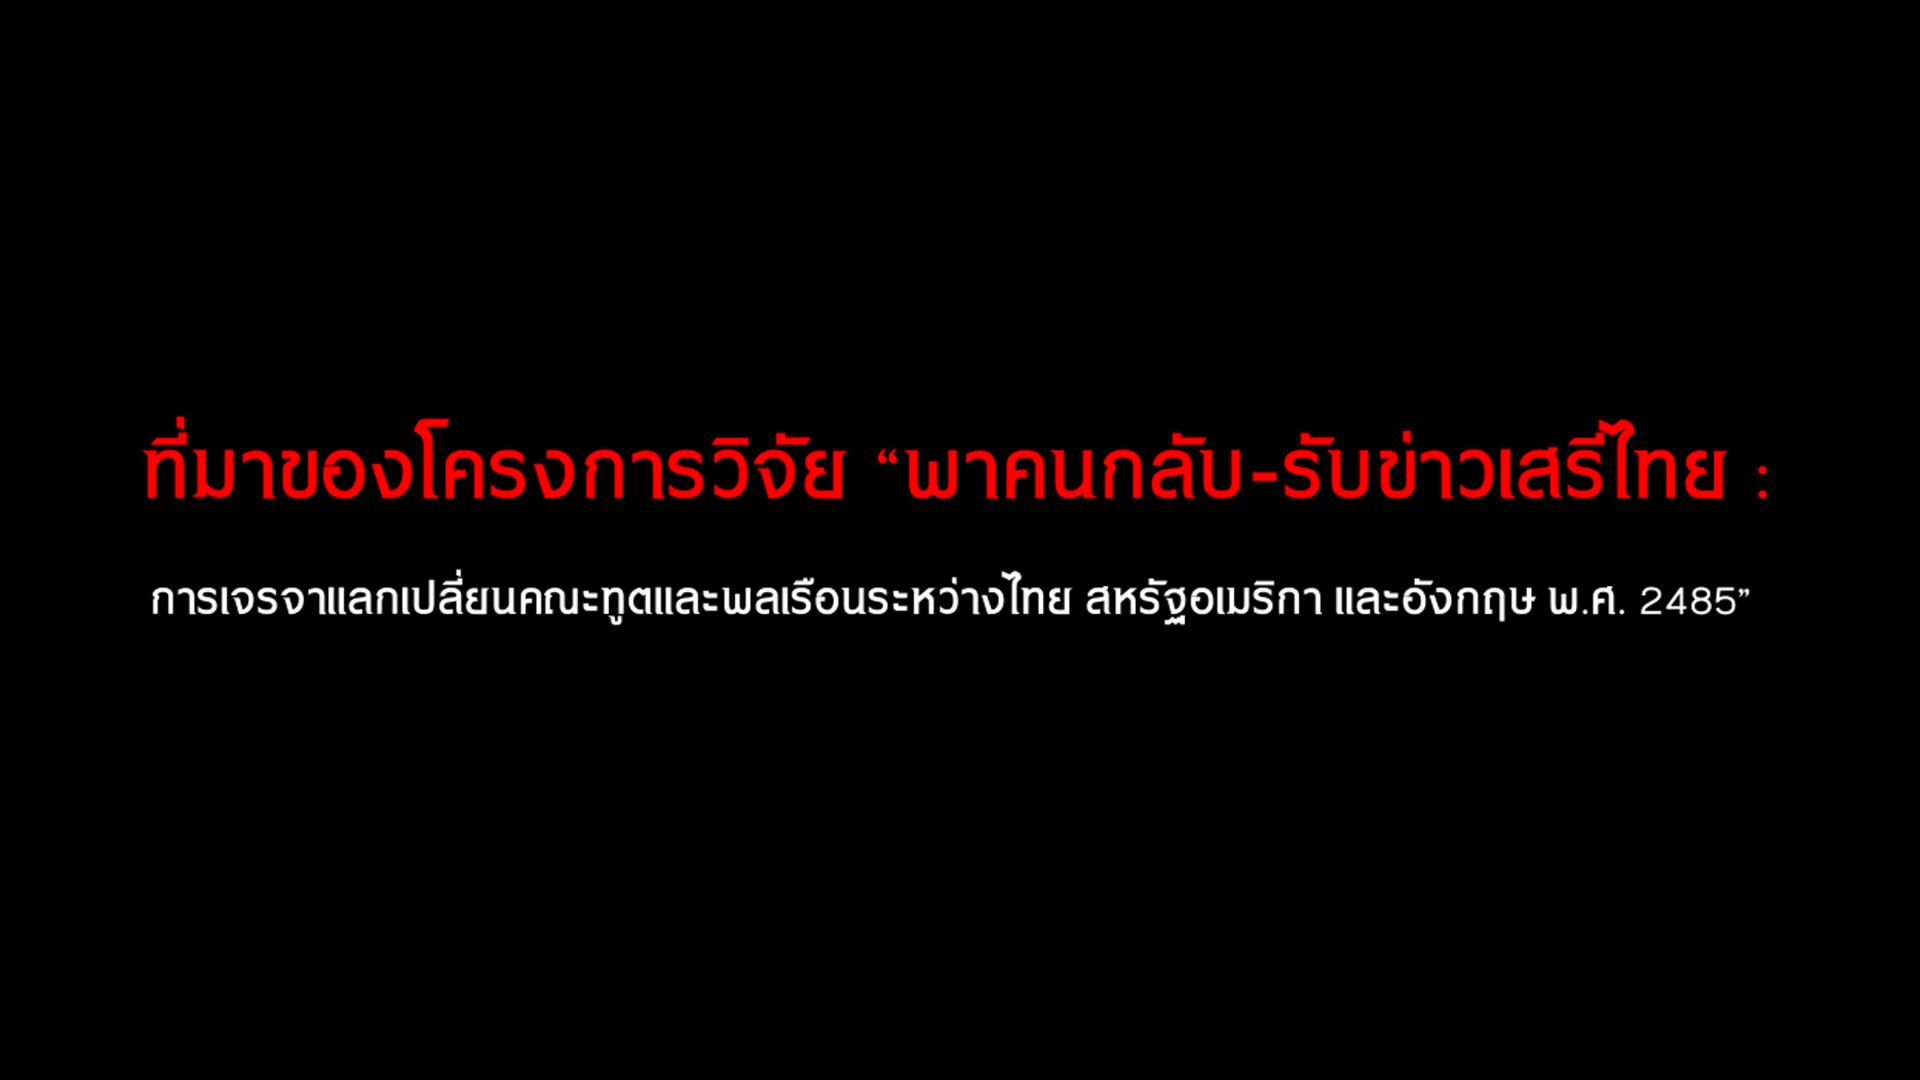 ที่มาของโครงการวิจัย “พาคนกลับ-รับข่าวเสรีไทย :
การเจรจาแลกเปลี่ยนคณะทูตและพลเรือนระหว่างไทย สหรัฐอเมริกา และอังกฤษ พ.ศ. 2485”